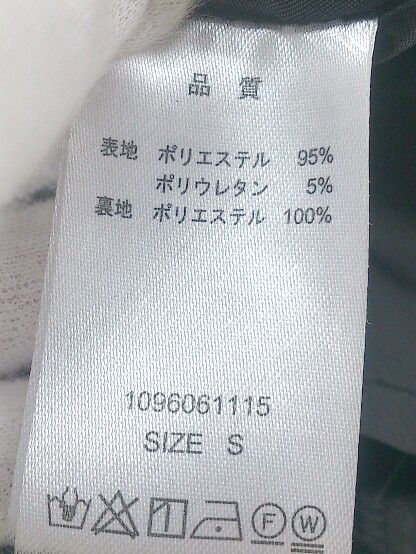 品 質
表地 ポリエステル 95%
ポリウレタン 5%
裏地 ポリエステル 100%
1096061115
SIZE S
F W